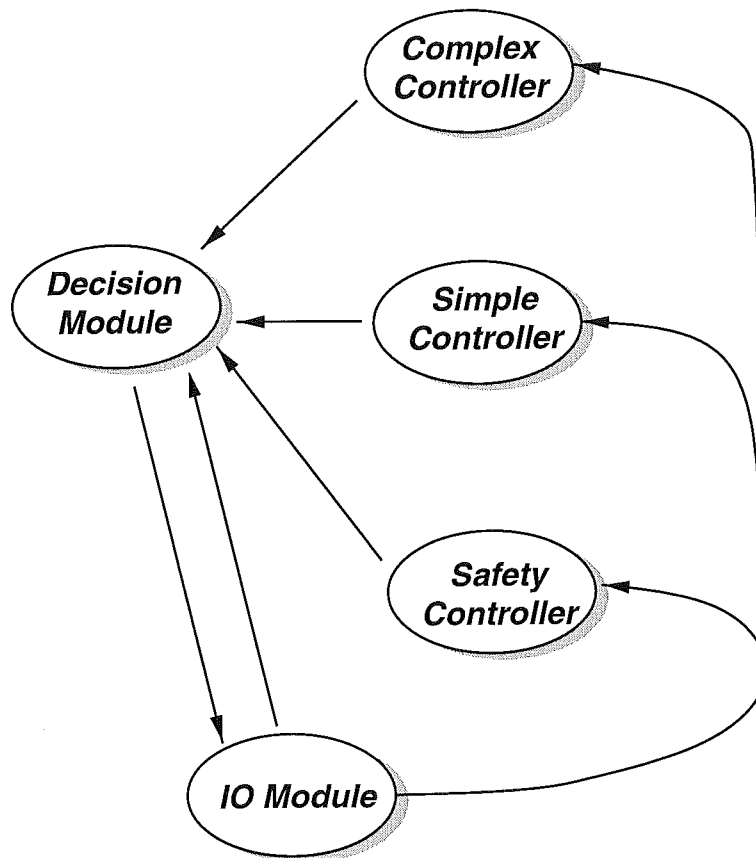 Complex
Controller
Decision
Module
Simple
Controller
Safety
Controller
IO Module